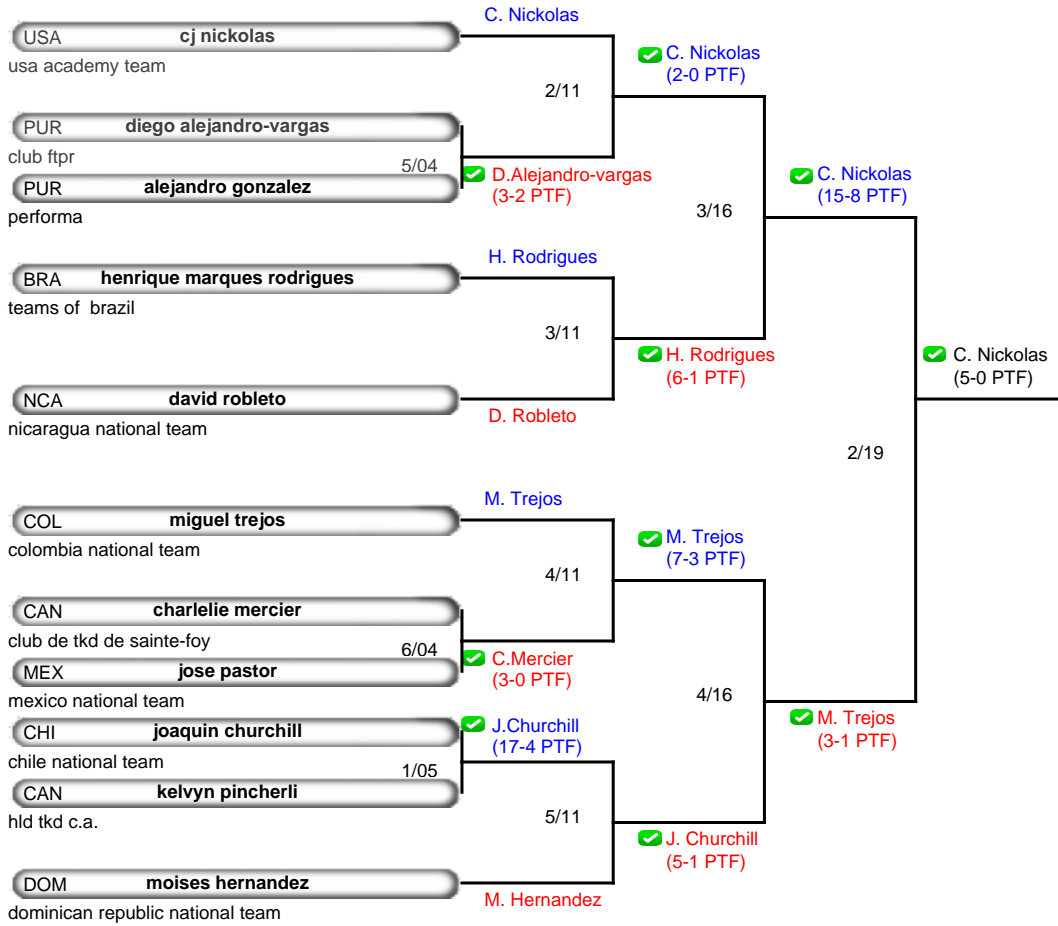 C. Nickolas
USA cj nickolas
usa academy team
C. Nickolas
(2-0 PTF)
2/11
PUR diego alejandro-vargas
club ftpr
5/04
D.Alejandro-vargas
(3-2 PTF)
PUR alejandro gonzalez
performa
C. Nickolas
(15-8 PTF)
3/16
H. Rodrigues
BRA henrique marques rodrigues
teams of brazil
3/11
H. Rodrigues
(6-1 PTF)
C. Nickolas
(5-0 PTF)
NCA david robleto
nicaragua national team
D. Robleto
2/19
M. Trejos
COL miguel trejos
colombia national team
M. Trejos
(7-3 PTF)
4/11
CAN charlelie mercier
club de tkd de sainte-foy
6/04
C.Mercier
(3-0 PTF)
MEX jose pastor
mexico national team
4/16
M. Trejos
(3-1 PTF)
CHI joaquin churchill
chile national team
J.Churchill
(17-4 PTF)
1/05
CAN kelvyn pincherli
hld tkd c.a.
5/11
J. Churchill
(5-1 PTF)
DOM moises hernandez
dominican republic national team
M. Hernandez